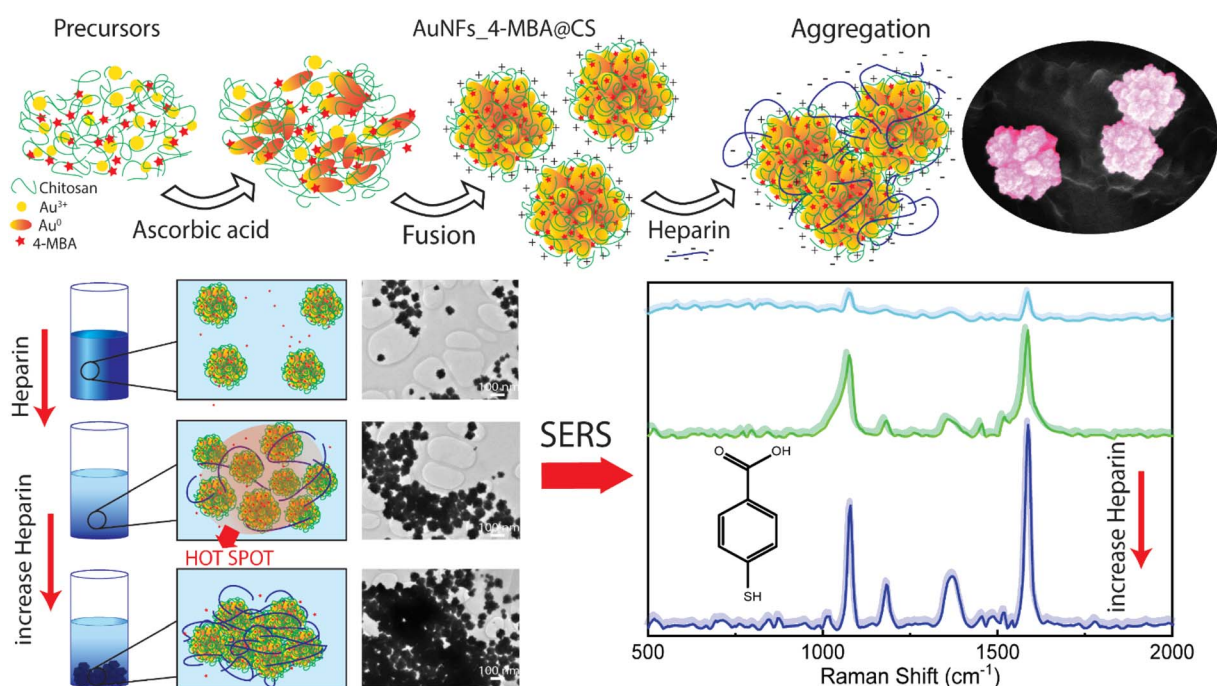 Precursors
AuNFs_4-MBA@CS
Aggregation
Chitosan
Au³⁺
Au⁰
4-MBA
Ascorbic acid
Fusion
Heparin
Heparin
increase Heparin
100 nm
100 nm
100 nm
HOT SPOT
SERS
O
OH
SH
increase Heparin
500
1000
1500
2000
Raman Shift (cm⁻¹)